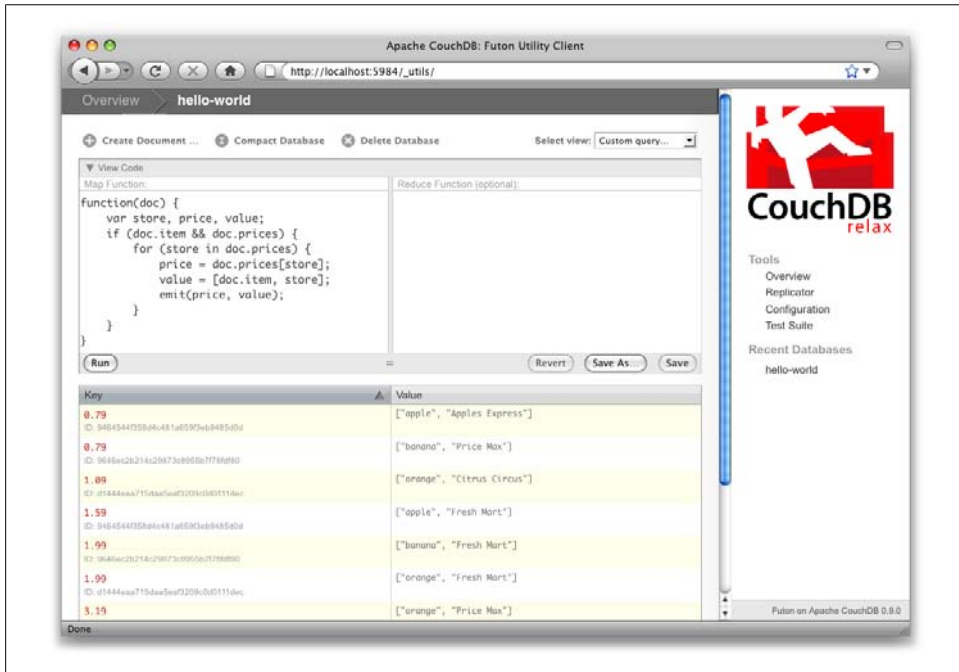 Apache CouchDB: Futon Utility Client
http://localhost:5984/_utils/
Overview
hello-world
Create Document ...
Compact Database
Delete Database
Select view: Custom query...
▼ View Code
Map Function:
Reduce Function (optional):
function(doc) {
var store, price, value;
if (doc.item && doc.prices) {
for (store in doc.prices) {
price = doc.prices[store];
value = [doc.item, store];
emit(price, value);
}
}
}
Run
Revert
Save As...
Save
Key
Value
0.79
["apple", "Apples Express"]
ID:
0.79
["banana", "Price Max"]
ID:
1.09
["orange", "Citrus Circus"]
ID:
1.59
["apple", "Fresh Mart"]
ID:
1.99
["banana", "Fresh Mart"]
ID:
1.99
["orange", "Fresh Mart"]
ID:
3.19
["orange", "Price Max"]
Done
CouchDB
relax
Tools
Overview
Replicator
Configuration
Test Suite
Recent Databases
hello-world
Futon on Apache CouchDB 0.9.0